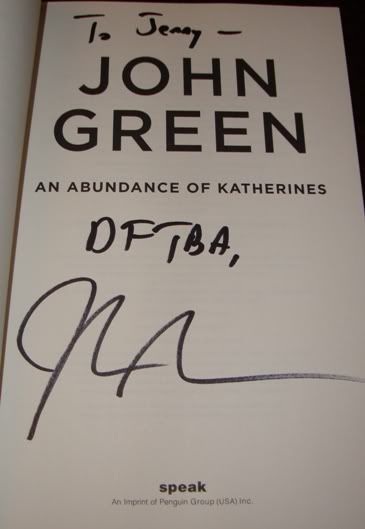 To Jenny —
JOHN
GREEN
AN ABUNDANCE OF KATHERINES
DFTBA,
speak
An Imprint of Penguin Group (USA) Inc.